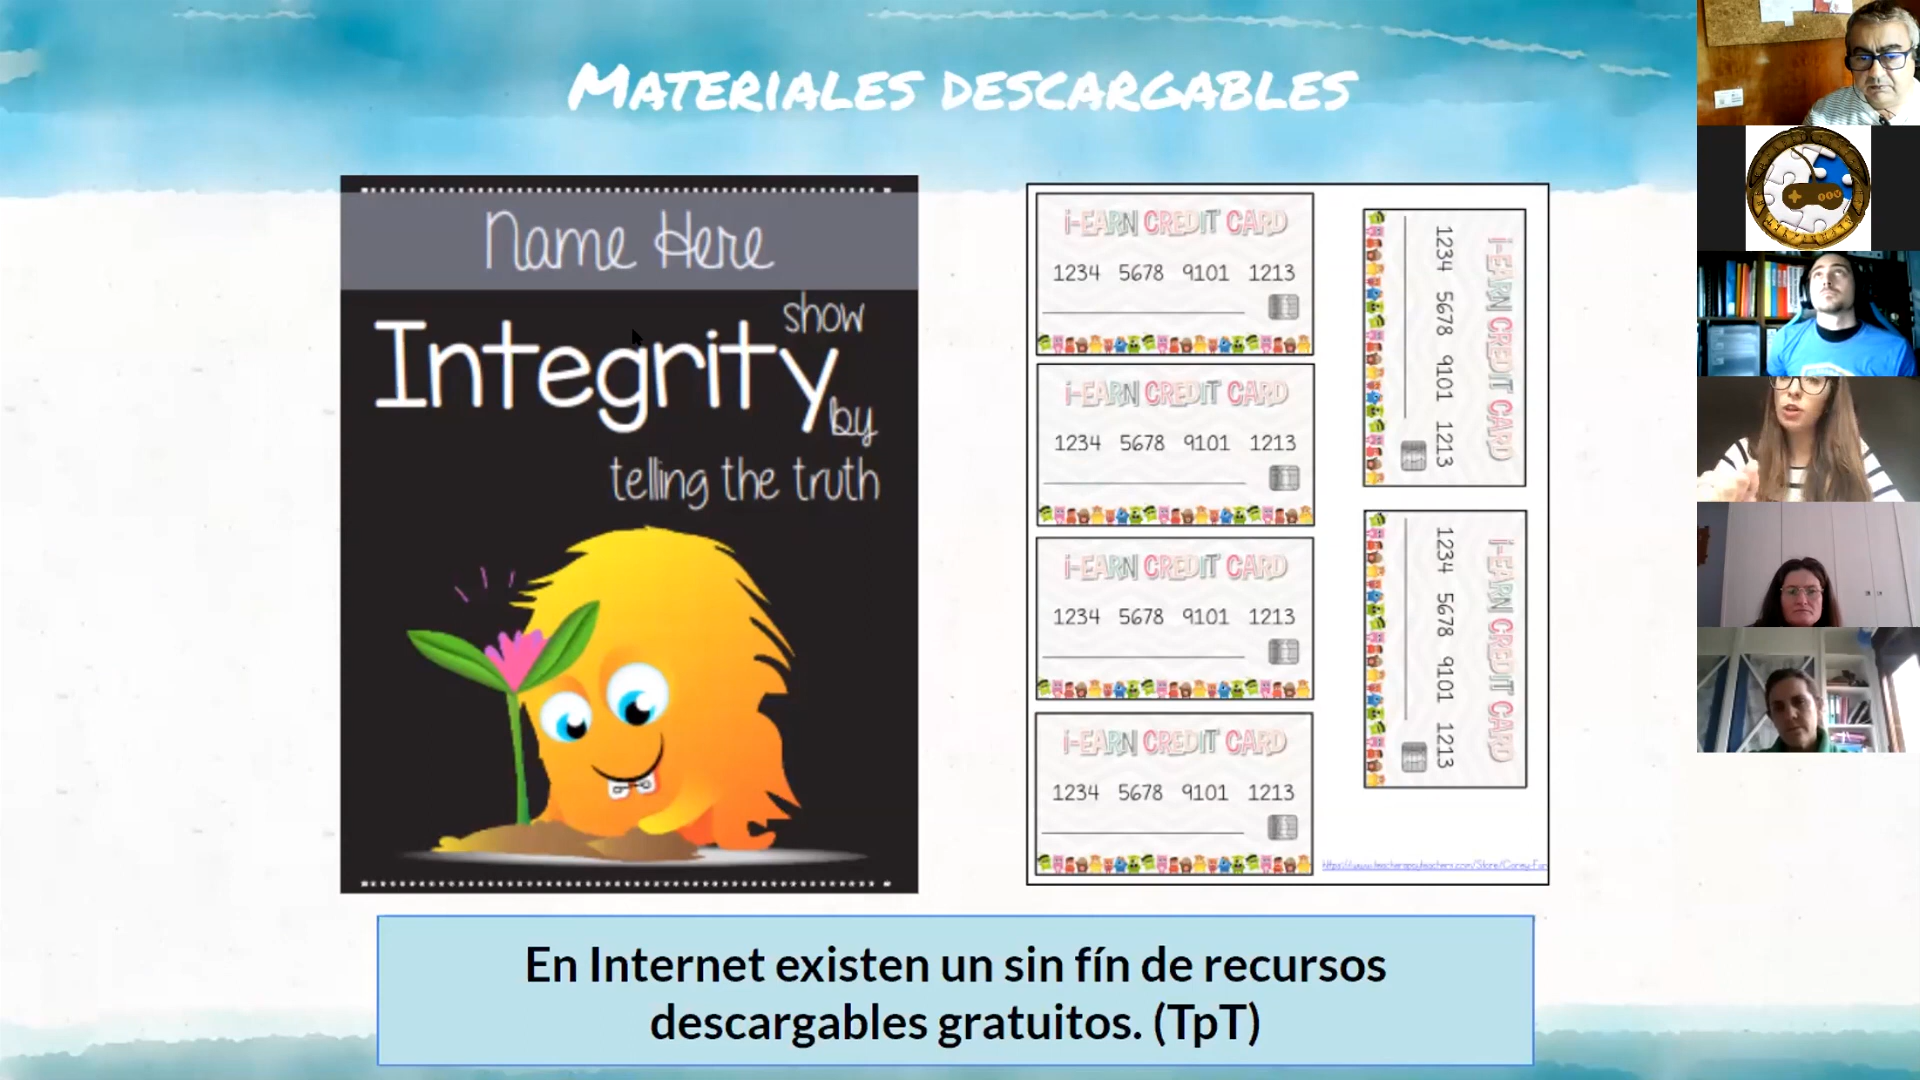 MATERIALES DESCARGABLES
Name Here
show
Integrity
by
telling the truth
i-EARN CREDIT CARD
1234 5678 9101 1213
i-EARN CREDIT CARD
1234 5678 9101 1213
i-EARN CREDIT CARD
1234 5678 9101 1213
i-EARN CREDIT CARD
1234 5678 9101 1213
i-EARN CREDIT CARD
1234 5678 9101 1213
i-EARN CREDIT CARD
1234 5678 9101 1213
En Internet existen un sin fín de recursos
descargables gratuitos. (TpT)